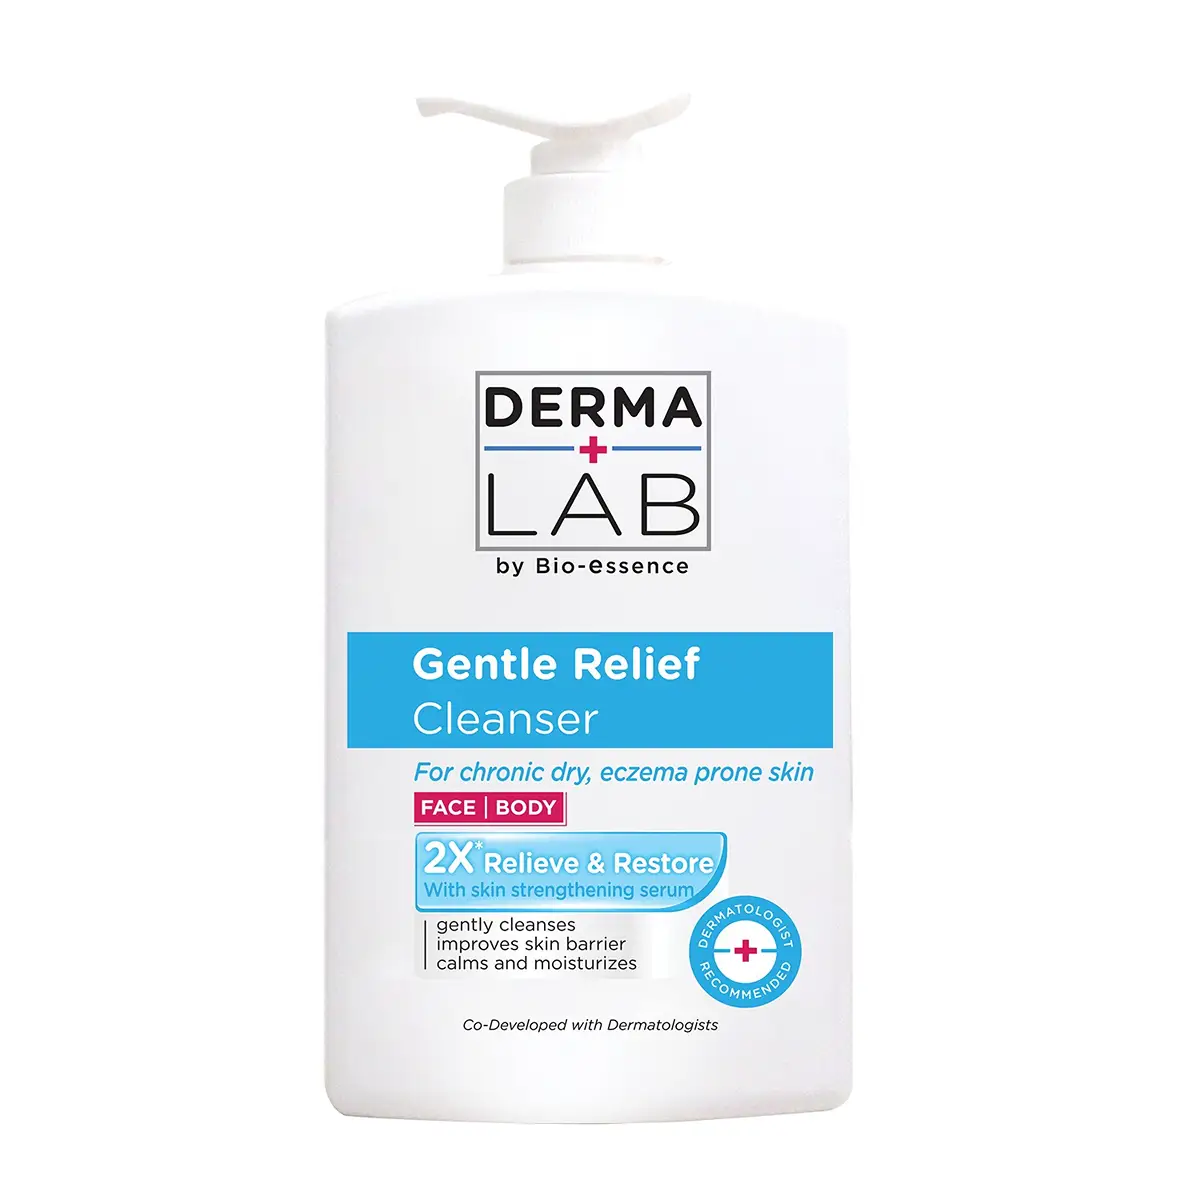 DERMA
LAB
by Bio-essence
Gentle Relief
Cleanser
For chronic dry, eczema prone skin
FACE | BODY
2X* Relieve & Restore
With skin strengthening serum
gently cleanses
improves skin barrier
calms and moisturizes
DERMATOLOGIST
RECOMMENDED
Co-Developed with Dermatologists